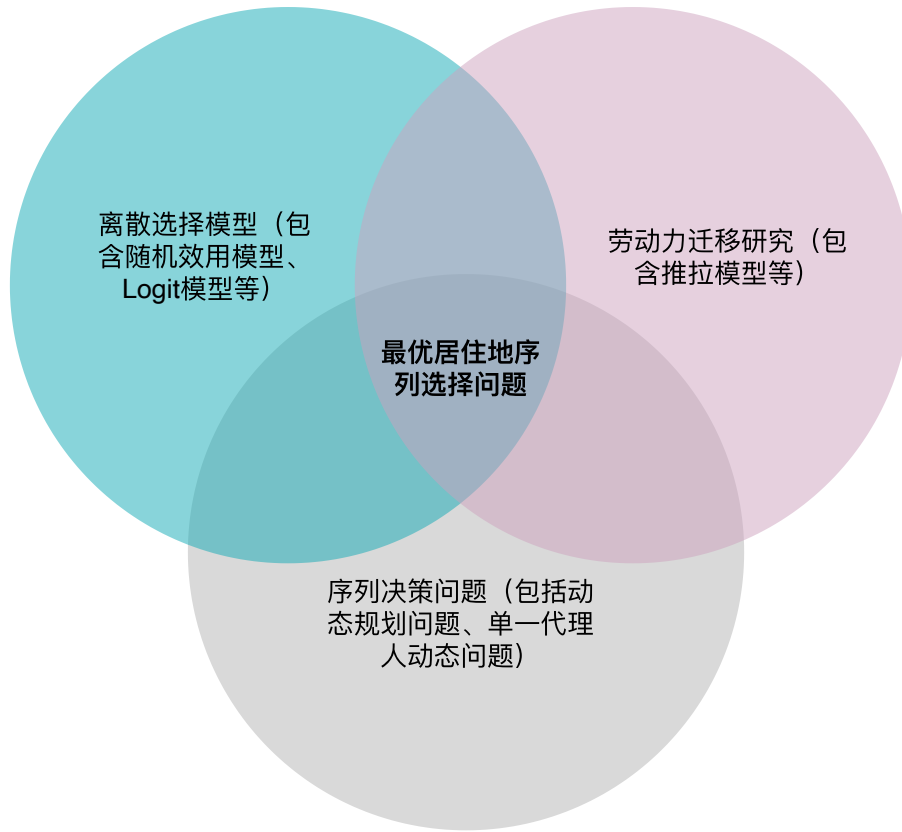 离散选择模型（包
含随机效用模型、
Logit模型等）
劳动力迁移研究（包
含推拉模型等）
最优居住地序
列选择问题
序列决策问题（包括动
态规划问题、单一代理
人动态问题）